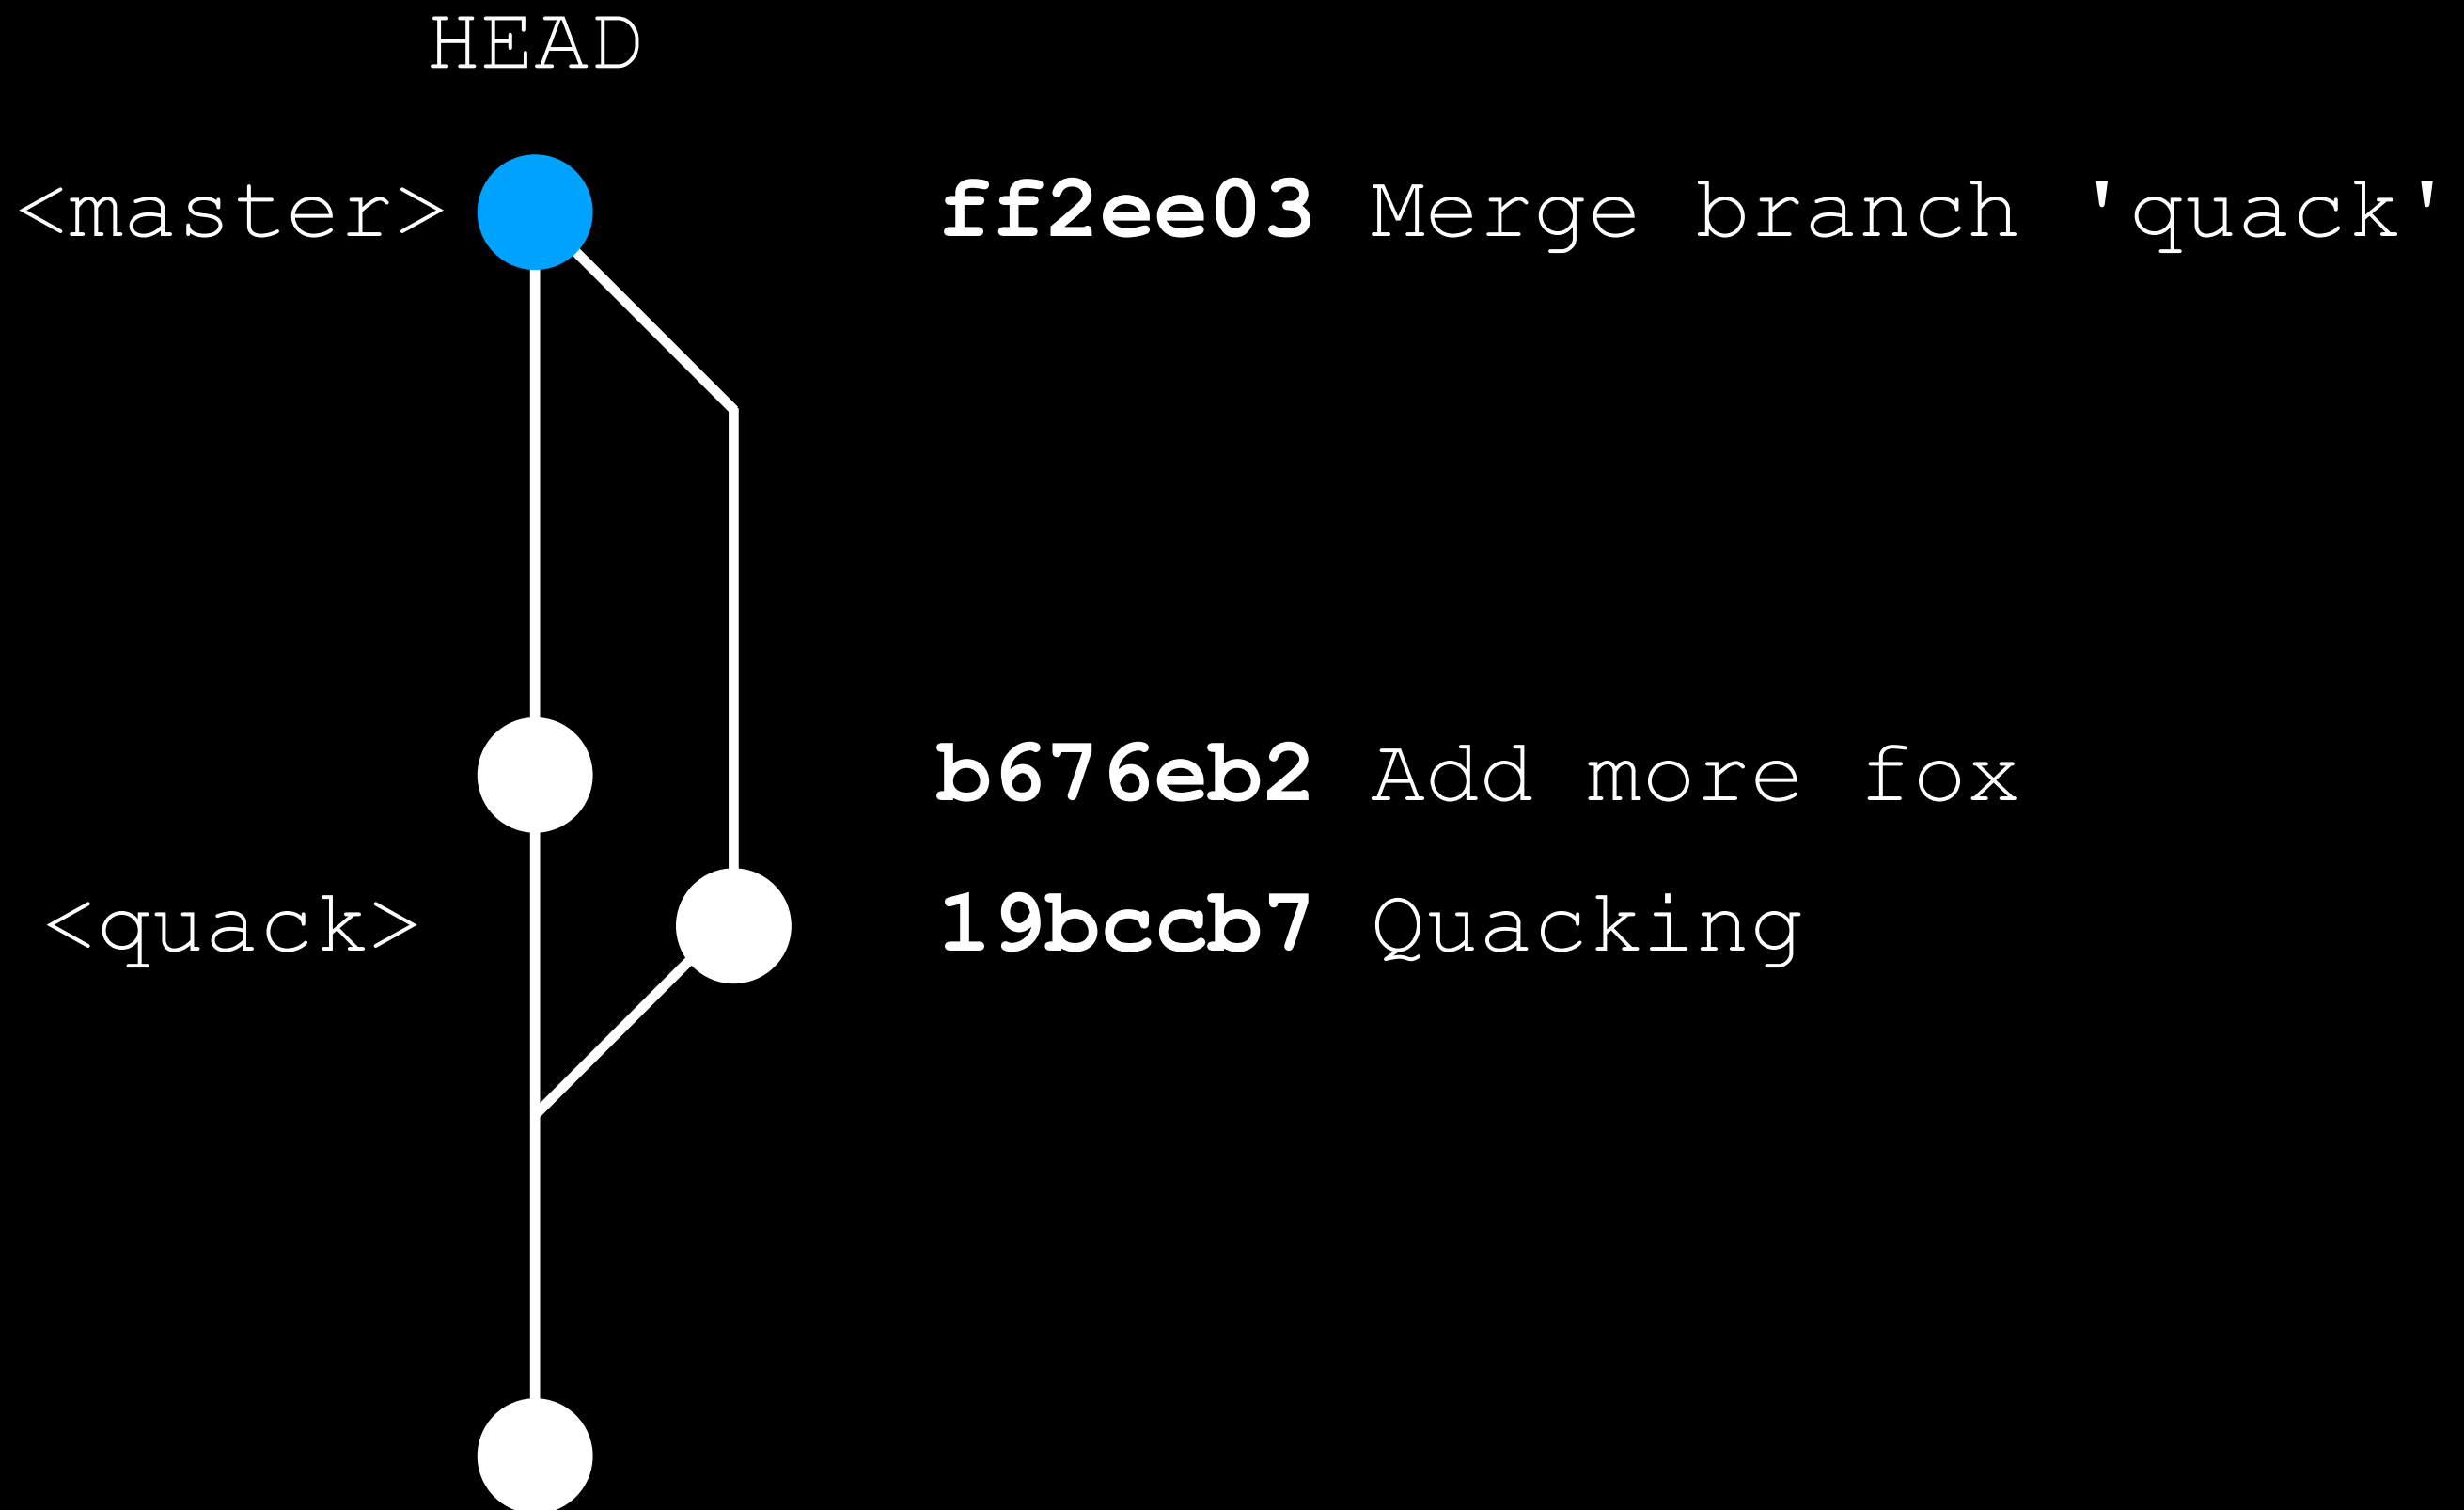 HEAD
<master> ff2ee03 Merge branch 'quack'
b676eb2 Add more fox
<quack> 19bccb7 Quacking